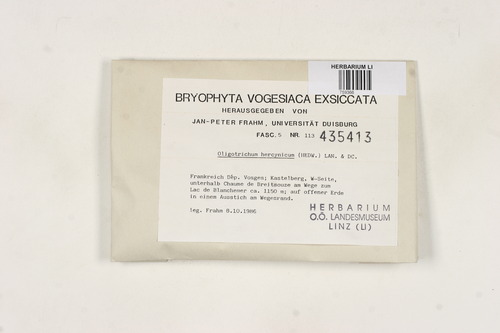 HERBARIUM LI
BRYOPHYTA VOGESIACA EXSICCATA
HERAUSGEGEBEN VON
JAN-PETER FRAHM, UNIVERSITÄT DUISBURG
FASC. 5 NR. 113 435413
Oligotrichum hercynicum (HEDW.) LAM. & DC.
Frankreich Dép. Vosges; Kastelberg, W-Seite,
unterhalb Chaume de Breitsouze am Wege zum
Lac de Blanchemer ca. 1150 m; auf offener Erde
in einem Ausstich am Wegesrand.
leg. Frahm 8.10.1986
HERBARIUM
O.Ö. LANDESMUSEUM
LINZ (LI)